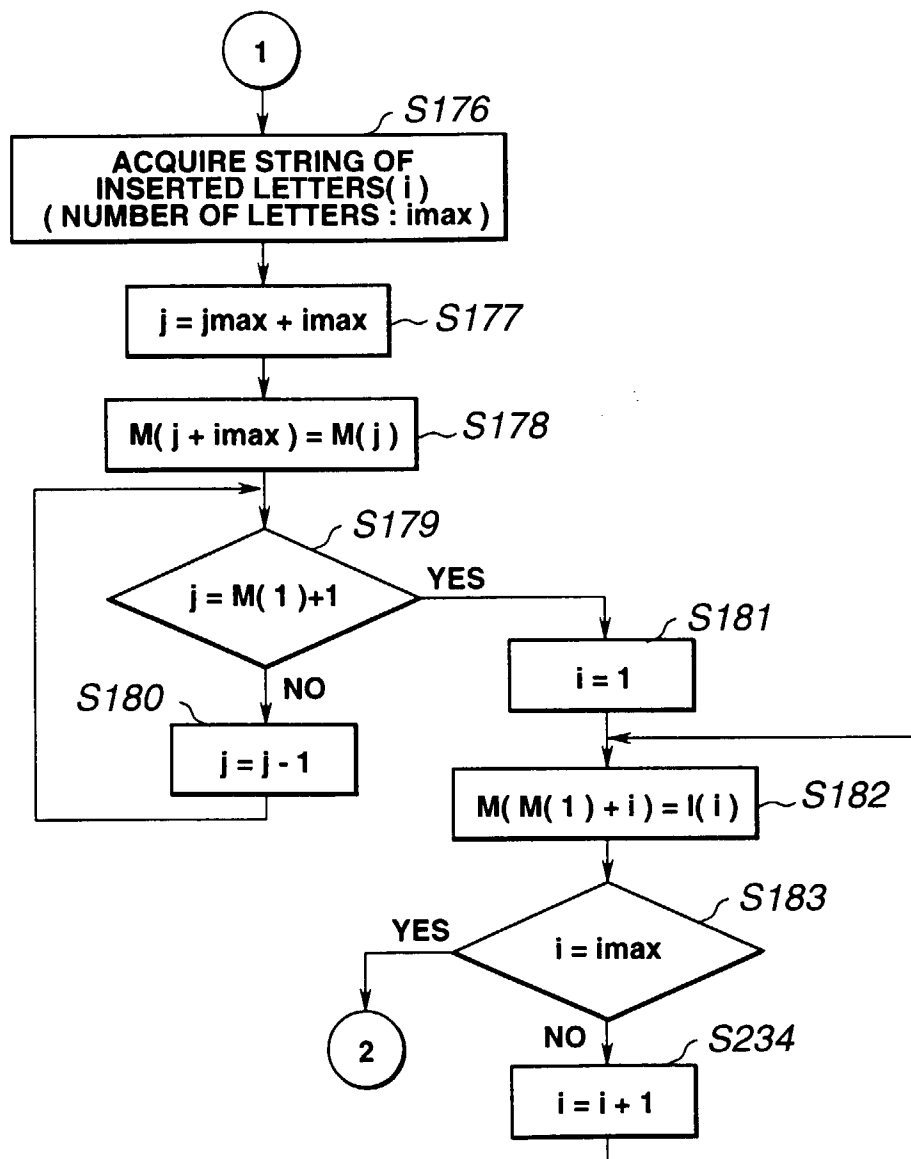 1
S176
ACQUIRE STRING OF
INSERTED LETTERS( i )
( NUMBER OF LETTERS : imax )
j = jmax + imax
S177
M( j + imax ) = M( j )
S178
S179
j = M( 1 )+1
YES
S181
NO
i = 1
S180
j = j - 1
M( M( 1 ) + i ) = I( i )
S182
S183
YES
i = imax
2
NO
S234
i = i + 1